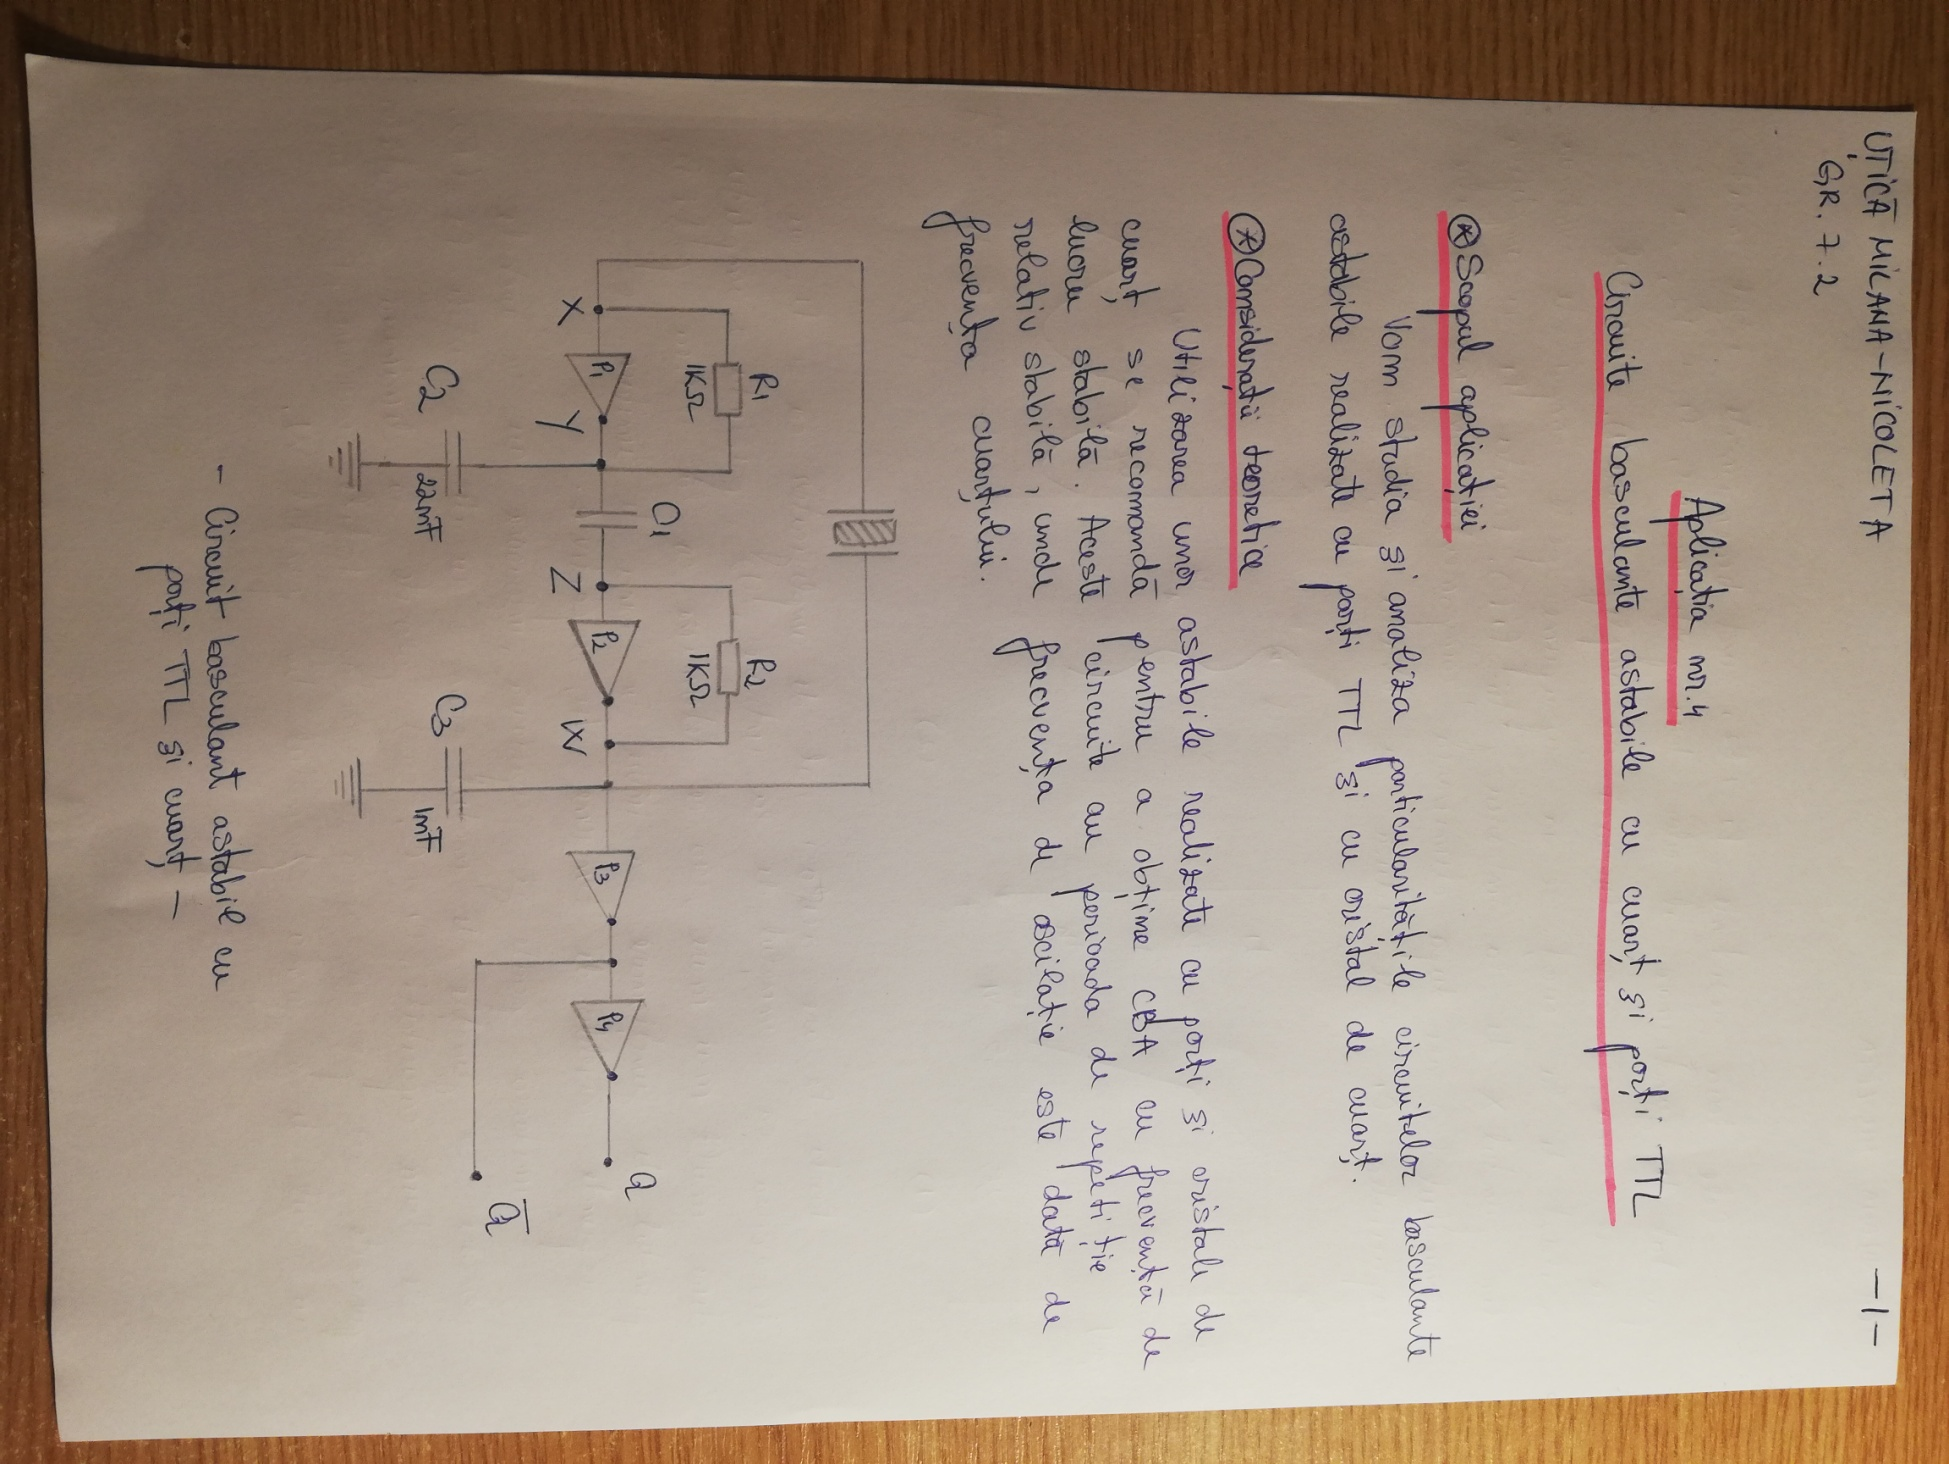 UȚICĂ MILANA-NICOLETA
-1-
GR. 7.2
Aplicația nr.4
Circuite basculante astabile cu cuarț și porți TTL
* Scopul aplicației
Vom studia și analiza particularitățile circuitelor basculante
astabile realizate cu porți TTL și cu cristal de cuarț.
* Considerații teoretice
Utilizarea unor astabile realizate cu porți și cristale de
cuarț se recomandă pentru a obține CBA cu frecvență de
lucru stabilă. Aceste circuite au perioada de repetiție
relativ stabilă, unde frecvența de oscilație este dată de
frecvența cuarțului.
R1
1KΩ
R2
1KΩ
C1
X
P1
Y
Z
P2
W
P3
P4
Q
Q̅
C2
22nF
C3
1nF
- Circuit basculant astabil cu
porți TTL și cuarț -